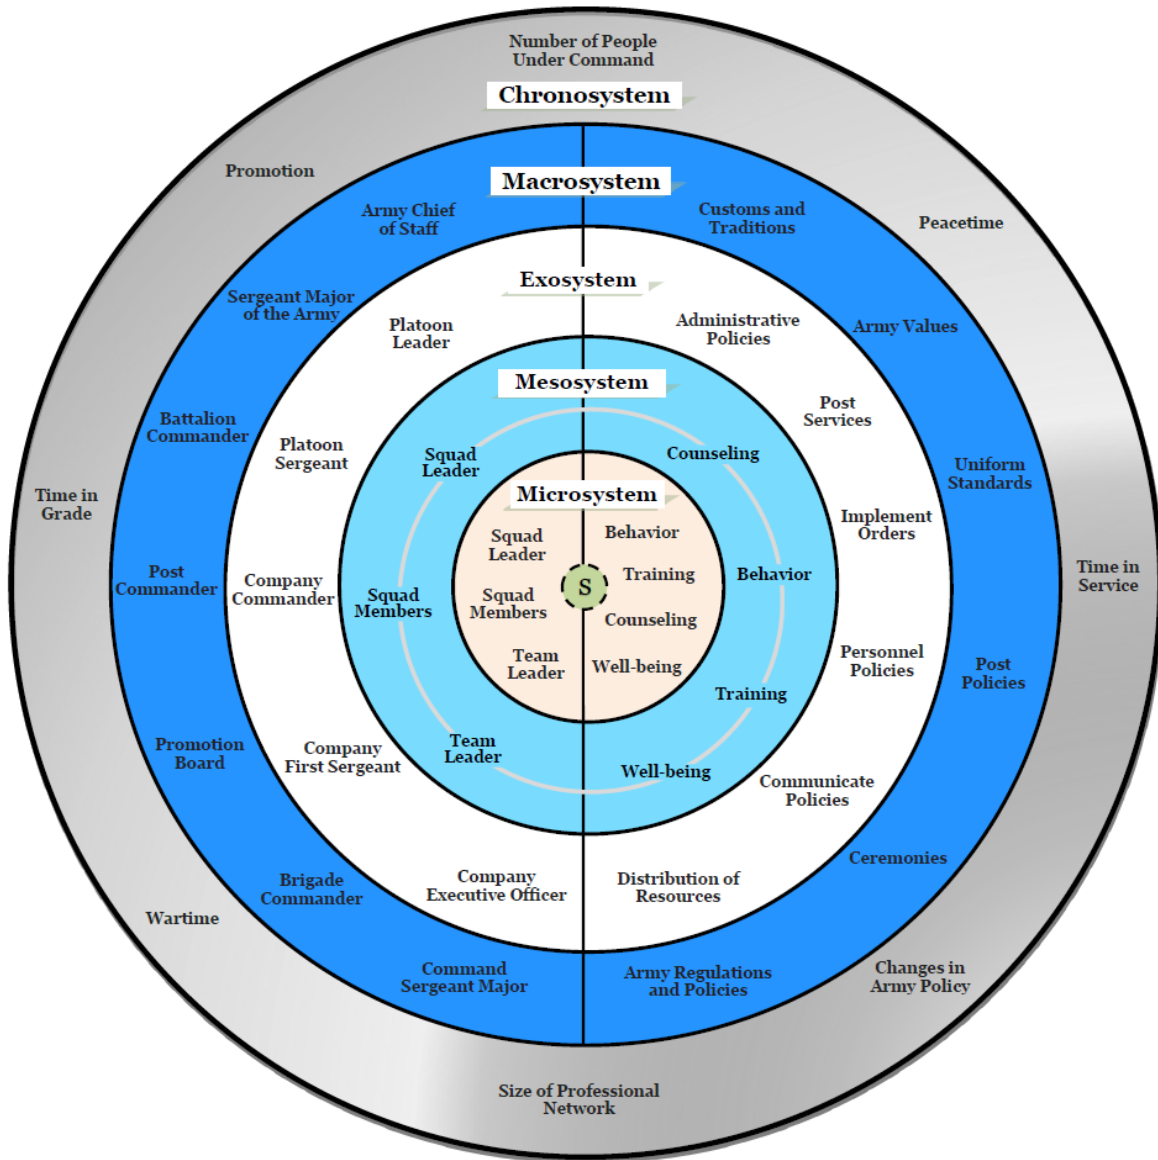 Number of People
Under Command
Chronosystem
Promotion
Peacetime
Time in
Grade
Time in
Service
Wartime
Changes in
Army Policy
Size of Professional
Network
Macrosystem
Army Chief
of Staff
Customs and
Traditions
Sergeant Major
of the Army
Army Values
Battalion
Commander
Uniform
Standards
Post
Commander
Post
Policies
Promotion
Board
Ceremonies
Brigade
Commander
Command
Sergeant Major
Army Regulations
and Policies
Exosystem
Platoon
Leader
Administrative
Policies
Platoon
Sergeant
Post
Services
Company
Commander
Implement
Orders
Personnel
Policies
Company
First Sergeant
Communicate
Policies
Company
Executive Officer
Distribution of
Resources
Mesosystem
Squad
Leader
Counseling
Squad
Members
Behavior
Training
Team
Leader
Well-being
Microsystem
Squad
Leader
Behavior
Training
S
Squad
Members
Counseling
Team
Leader
Well-being